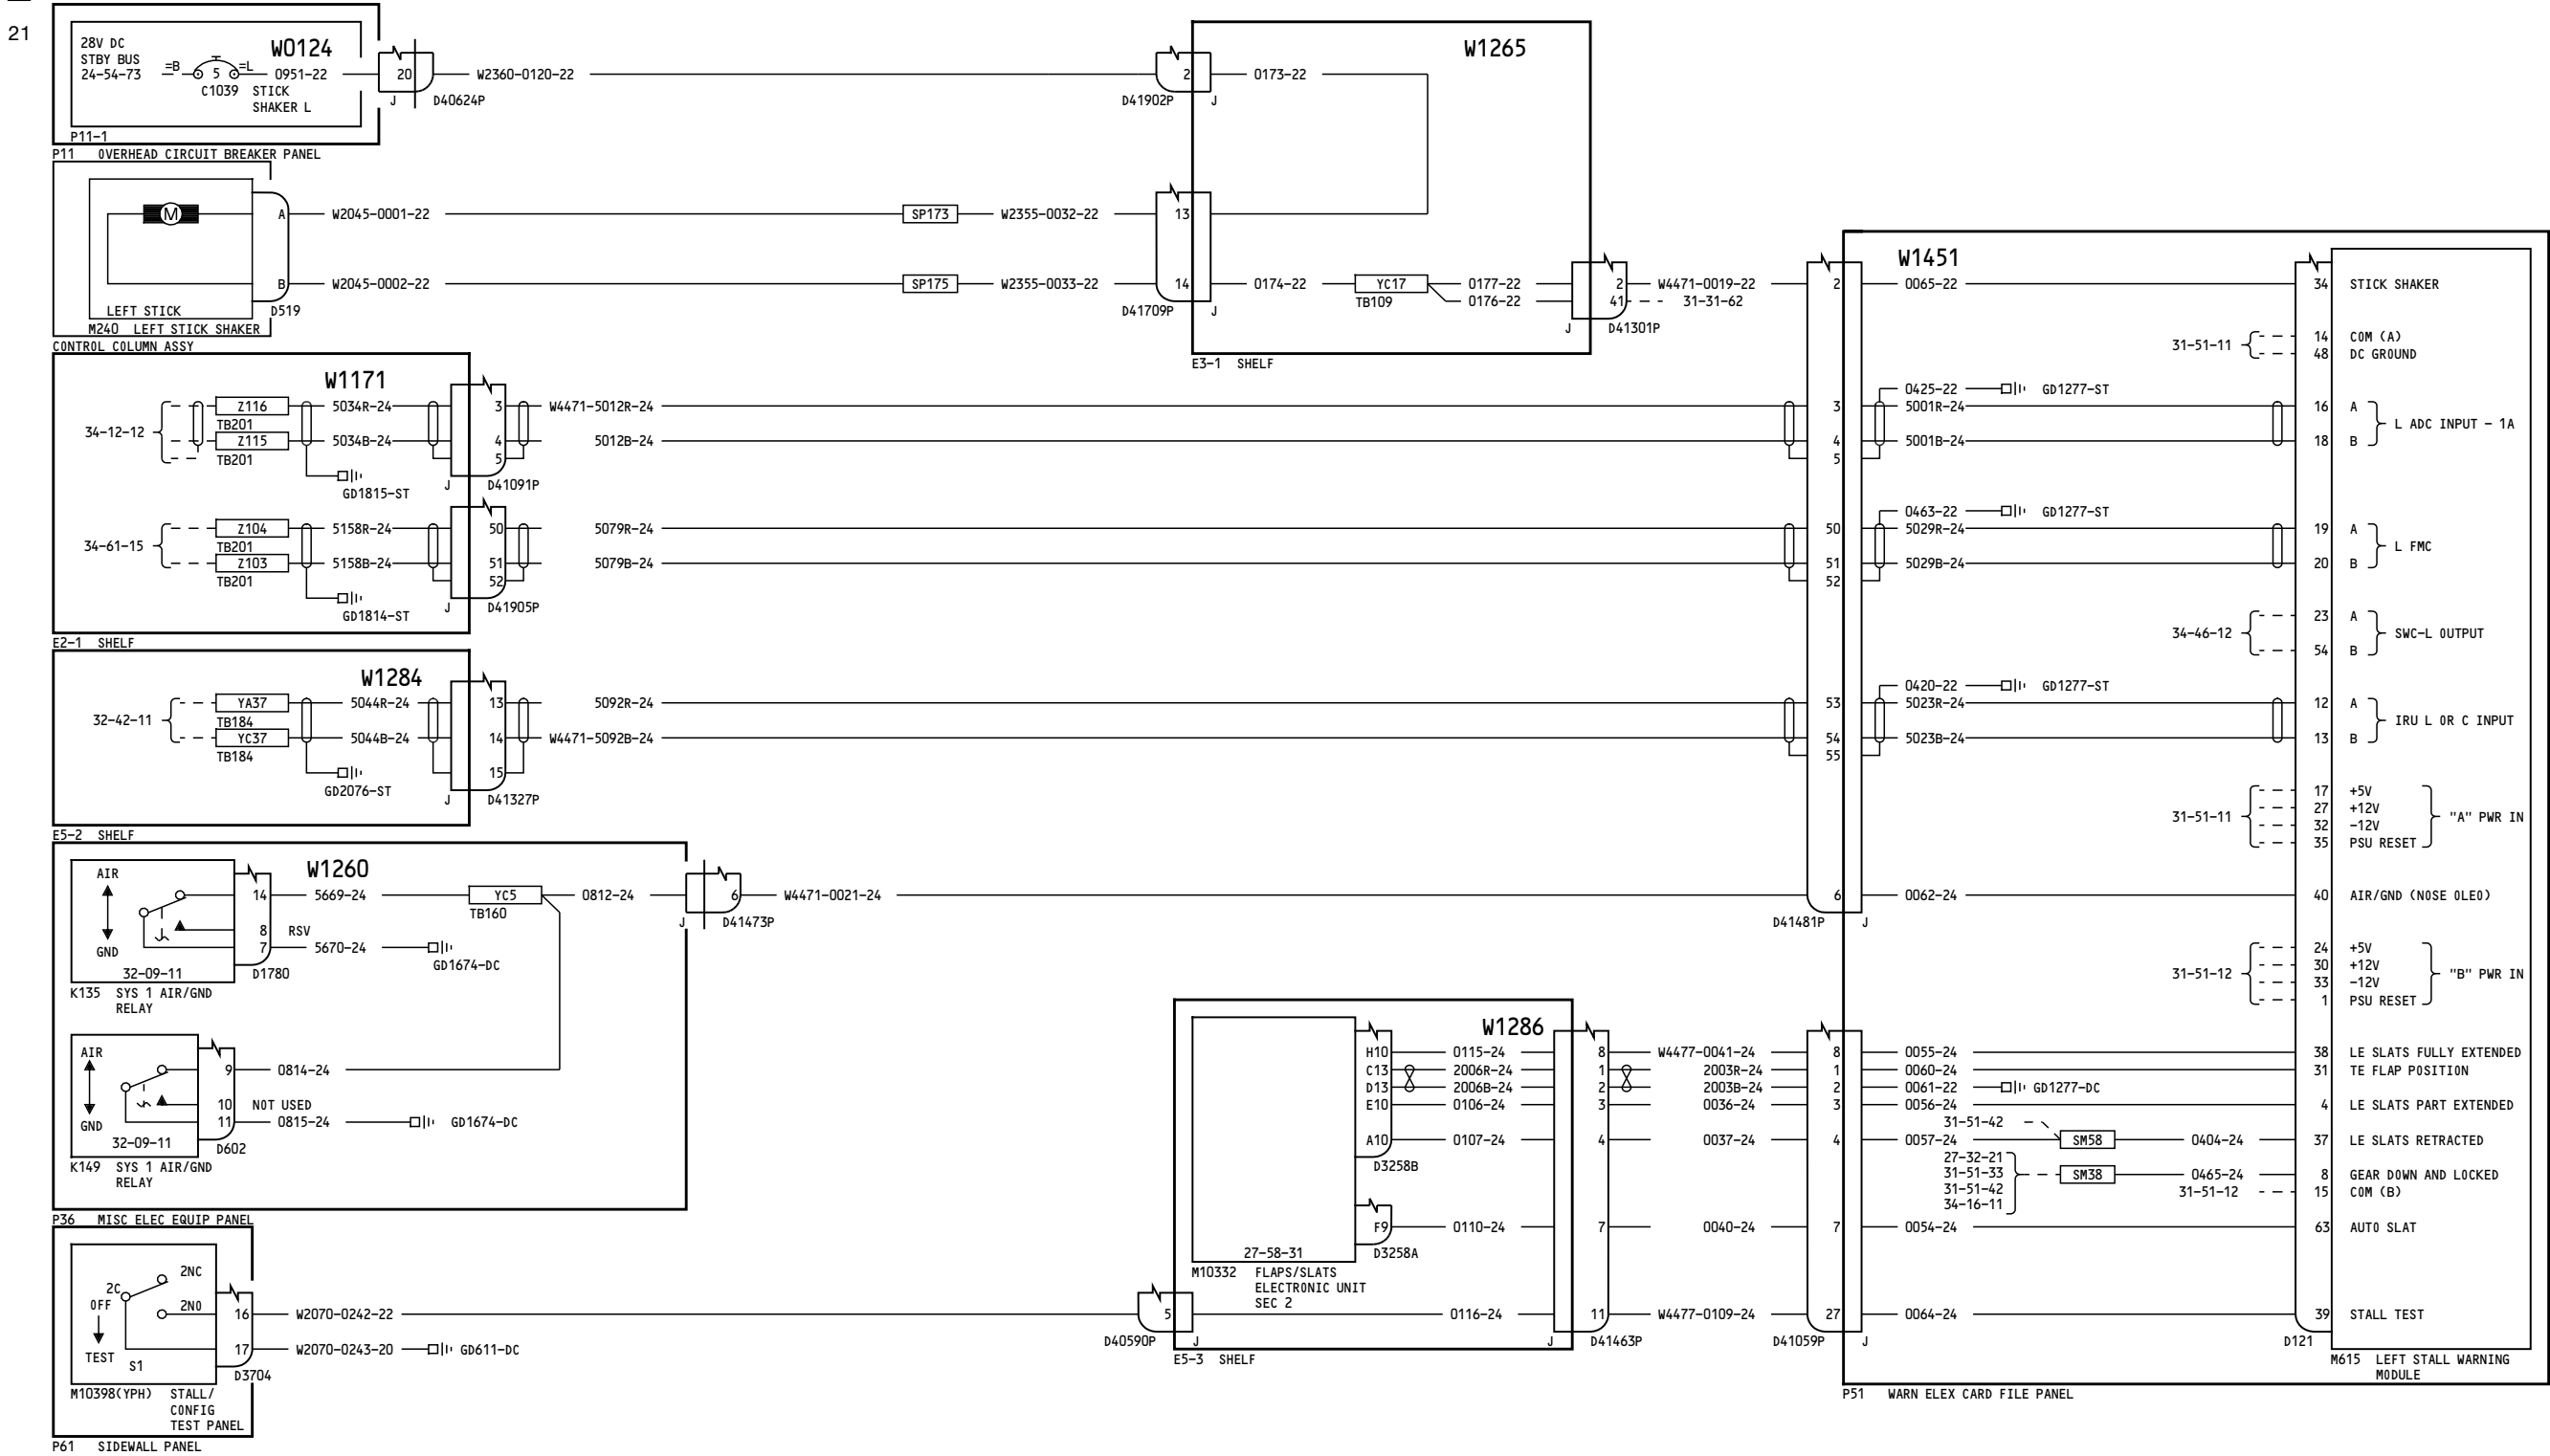 21
28V DC
STBY BUS
24-54-73
=B
5
=L
C1039
STICK
SHAKER L
W0124
0951-22
20
J
D40624P
W2360-0120-22
P11-1
P11 OVERHEAD CIRCUIT BREAKER PANEL
D41902P
2
J
0173-22
W1265
M
A
W2045-0001-22
SP173
W2355-0032-22
13
B
W2045-0002-22
SP175
W2355-0033-22
14
D41709P
J
0174-22
YC17
TB109
0177-22
0176-22
2
41
J
D41301P
W4471-0019-22
31-31-62
LEFT STICK
D519
M240 LEFT STICK SHAKER
CONTROL COLUMN ASSY
E3-1 SHELF
W1451
2
0065-22
34 STICK SHAKER
31-51-11
14 COM (A)
48 DC GROUND
W1171
34-12-12
Z116
TB201
5034R-24
3
W4471-5012R-24
Z115
TB201
5034B-24
4
5012B-24
5
GD1815-ST
J
D41091P
3
4
5
0425-22
GD1277-ST
5001R-24
16 A
5001B-24
18 B
L ADC INPUT - 1A
34-61-15
Z104
TB201
5158R-24
50
5079R-24
Z103
TB201
5158B-24
51
5079B-24
52
GD1814-ST
J
D41905P
50
51
52
0463-22
GD1277-ST
5029R-24
19 A
5029B-24
20 B
L FMC
E2-1 SHELF
34-46-12
23 A
54 B
SWC-L OUTPUT
W1284
32-42-11
YA37
TB184
5044R-24
13
5092R-24
YC37
TB184
5044B-24
14
W4471-5092B-24
15
GD2076-ST
J
D41327P
53
54
55
0420-22
GD1277-ST
5023R-24
12 A
5023B-24
13 B
IRU L OR C INPUT
E5-2 SHELF
31-51-11
17 +5V
27 +12V
32 -12V
35 PSU RESET
"A" PWR IN
W1260
AIR
GND
32-09-11
14
5669-24
YC5
TB160
0812-24
6
J
D41473P
W4471-0021-24
6
D41481P
J
0062-24
40 AIR/GND (NOSE OLEO)
8 RSV
7
5670-24
GD1674-DC
D1780
K135 SYS 1 AIR/GND
RELAY
31-51-12
24 +5V
30 +12V
33 -12V
1 PSU RESET
"B" PWR IN
AIR
GND
32-09-11
9
0814-24
10 NOT USED
11
0815-24
GD1674-DC
D602
K149 SYS 1 AIR/GND
RELAY
P36 MISC ELEC EQUIP PANEL
W1286
H10
0115-24
8
W4477-0041-24
8
0055-24
38 LE SLATS FULLY EXTENDED
C13
2006R-24
1
2003R-24
1
0060-24
31 TE FLAP POSITION
D13
2006B-24
2
2003B-24
2
0061-22
GD1277-DC
E10
0106-24
3
0036-24
3
0056-24
4 LE SLATS PART EXTENDED
31-51-42
A10
0107-24
4
0037-24
4
0057-24
SM58
0404-24
37 LE SLATS RETRACTED
D3258B
27-32-21
31-51-33
31-51-42
34-16-11
SM38
0465-24
8 GEAR DOWN AND LOCKED
31-51-12
15 COM (B)
F9
0110-24
7
0040-24
7
0054-24
63 AUTO SLAT
D3258A
27-58-31
M10332 FLAPS/SLATS
ELECTRONIC UNIT
SEC 2
2C
2NC
2NO
OFF
TEST
S1
16
W2070-0242-22
5
D40590P
J
0116-24
11
J
D41463P
W4477-0109-24
27
D41059P
J
0064-24
39 STALL TEST
D121
17
W2070-0243-20
GD611-DC
D3704
E5-3 SHELF
M615 LEFT STALL WARNING
MODULE
M10398(YPH) STALL/
CONFIG
TEST PANEL
P51 WARN ELEX CARD FILE PANEL
P61 SIDEWALL PANEL